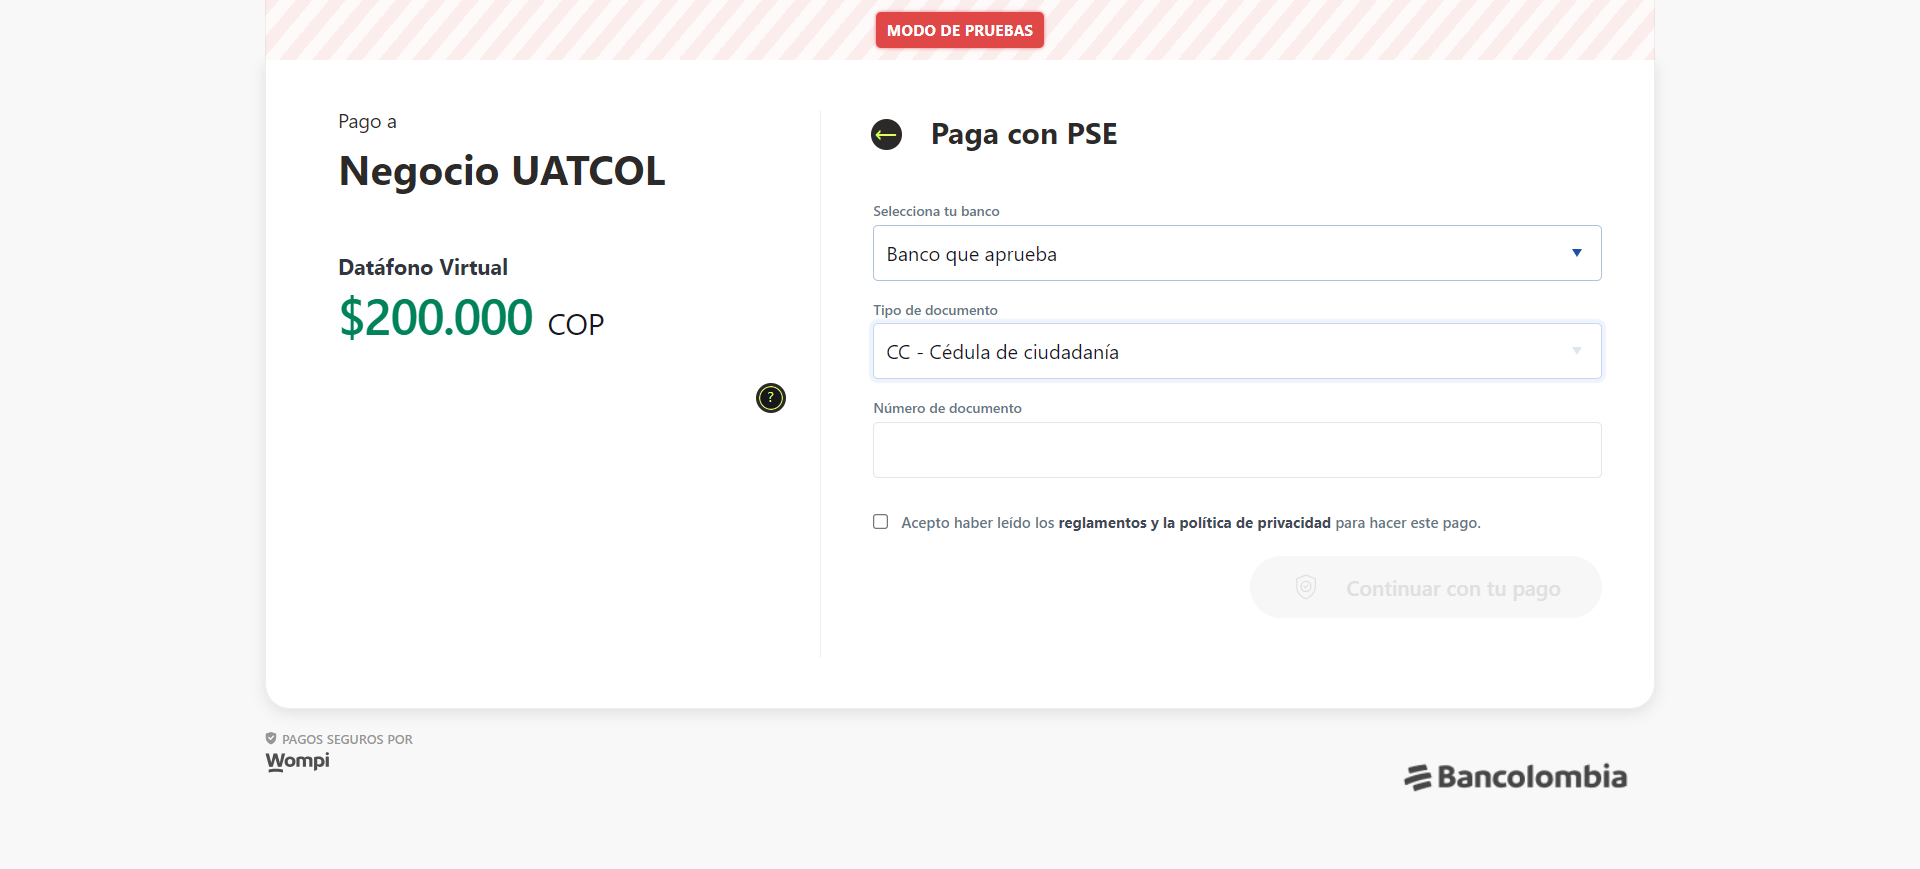 MODO DE PRUEBAS
Pago a
Negocio UATCOL
Datáfono Virtual
$200.000 COP
?
Paga con PSE
Selecciona tu banco
Banco que aprueba
Tipo de documento
CC - Cédula de ciudadanía
Número de documento
Acepto haber leído los reglamentos y la política de privacidad para hacer este pago.
Continuar con tu pago
PAGOS SEGUROS POR
Wompi
Bancolombia